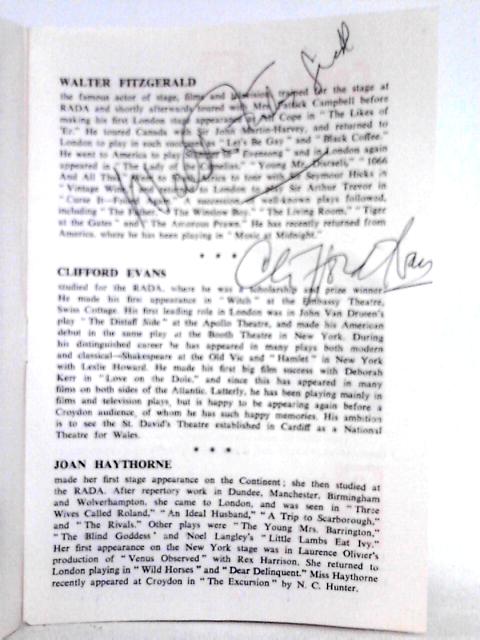 WALTER FITZGERALD
the famous actor of stage, films and television, trained for the stage at
RADA and shortly afterwards toured with Mrs. Patrick Campbell before
making his first London stage appearance in Cope in "The Likes of
'Er." He toured Canada with Sir John Martin-Harvey, and returned to
London to play in such successes "Let's Be Gay" and "Black Coffee."
He went to America to play in "Evensong" and in London again
appeared in "The Lady of the Camelias," "Young Mr. Disraeli," "1066
And All That," to South Africa to tour with Sir Seymour Hicks in
"Vintage Wine," and to London to play Sir Arthur Trevor in
"Curse It—Foiled Again." A succession well-known plays followed,
including "The Father," "The Window Boy," "The Living Room," "Tiger
at the Gates" and "The Amorous Prawn." He has recently returned from
America, where he has been playing in "Music at Midnight."
Walter Fitzgerald
* * *
Clifford Evans
CLIFFORD EVANS
studied for the RADA, where he was a scholarship and prize winner
He made his first appearance in "Witch" at the Embassy Theatre,
Swiss Cottage. His first leading role in London was in John Van Druten's
play "The Distaff Side" at the Apollo Theatre, and made his American
debut in the same play at the Booth Theatre in New York. During
his distinguished career he has appeared in many plays both modern
and classical—Shakespeare at the Old Vic and "Hamlet" in New York
with Leslie Howard. He made his first big film success with Deborah
Kerr in "Love on the Dole," and since this has appeared in many
films on both sides of the Atlantic. Latterly, he has been playing mainly in
films and television plays, but is happy to be appearing again before a
Croydon audience, of whom he has such happy memories. His ambition
is to see the St. David's Theatre established in Cardiff as a National
Theatre for Wales.
* * *
JOAN HAYTHORNE
made her first stage appearance on the Continent; she then studied at
the RADA. After repertory work in Dundee, Manchester, Birmingham
and Wolverhampton, she came to London, and was seen in "Three
Wives Called Roland," "An Ideal Husband," "A Trip to Scarborough,"
and "The Rivals." Other plays were "The Young Mrs. Barrington,"
"The Blind Goddess' and Noel Langley's "Little Lambs Eat Ivy."
Her first appearance on the New York stage was in Laurence Olivier's
production of "Venus Observed" with Rex Harrison. She returned to
London playing in "Wild Horses" and "Dear Delinquent." Miss Haythorne
recently appeared at Croydon in "The Excursion" by N. C. Hunter.